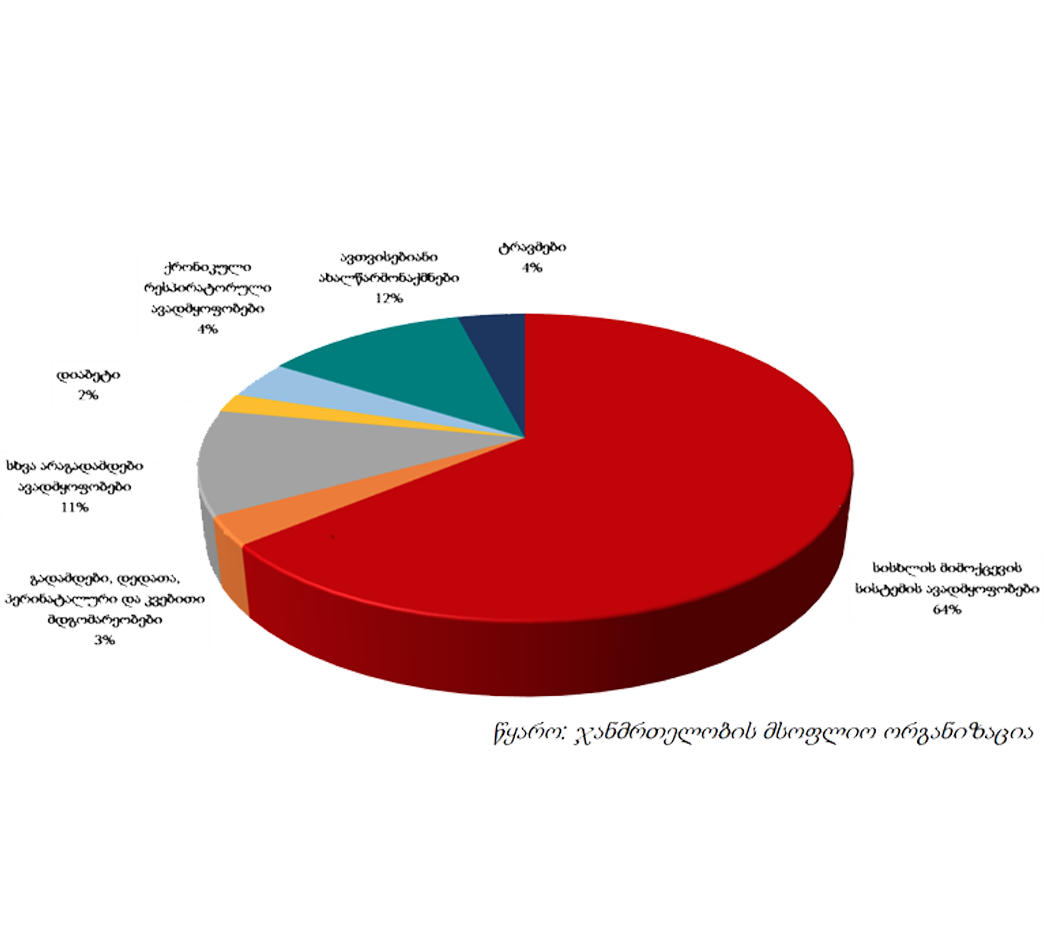 ტრავმები
4%
ავთვისებიანი
ახალწარმონაქმნები
12%
ქრონიკული
რესპირატორული
ავადმყოფობები
4%
დიაბეტი
2%
სხვა არაგადამდები
ავადმყოფობები
11%
გადამდები, დედათა,
პერინატალური და კვებითი
მდგომარეობები
3%
სისხლის მიმოქცევის
სისტემის ავადმყოფობები
64%
წყარო: ჯანმრთელობის მსოფლიო ორგანიზაცია